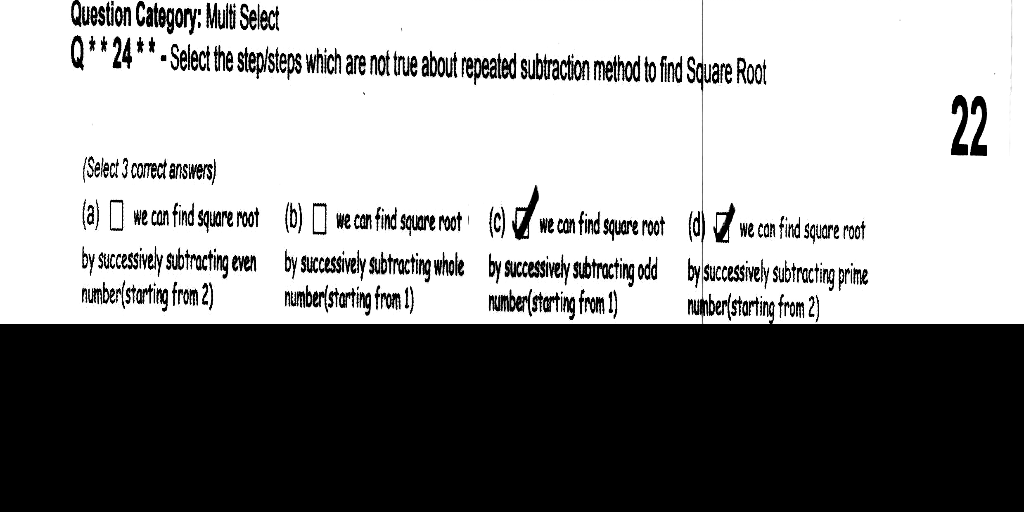 Question Category: Multi Select
Q**24** - Select the step/steps which are not true about repeated subtraction method to find Square Root
22
(Select 3 correct answers)
(a) we can find square root (b) we can find square root (c) we can find square root (d) we can find square root
by successively subtracting even by successively subtracting whole by successively subtracting odd by successively subtracting prime
number(starting from 2) number(starting from 1) number(starting from 1) number(starting from 2)